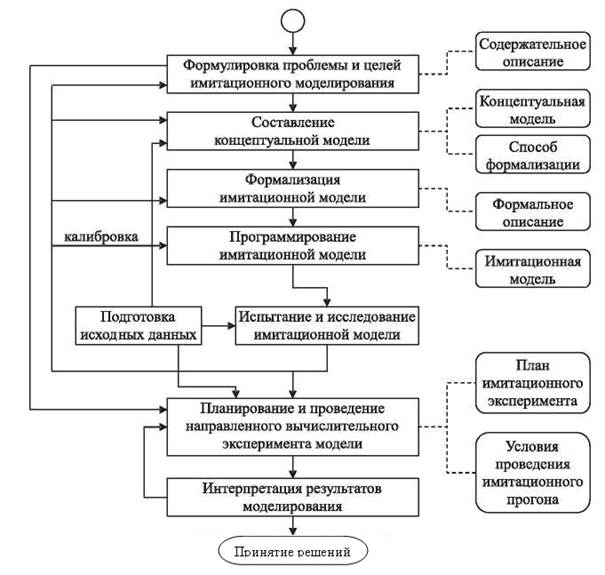 Формулировка проблемы и целей
имитационного моделирования
Содержательное
описание
Составление
концептуальной модели
Концептуальная
модель
Способ
формализации
Формализация
имитационной модели
Формальное
описание
калибровка
Программирование
имитационной модели
Имитационная
модель
Подготовка
исходных данных
Испытание и исследование
имитационной модели
Планирование и проведение
направленного вычислительного
эксперимента модели
План
имитационного
эксперимента
Условия
проведения
имитационного
прогона
Интерпретация результатов
моделирования
Принятие решений